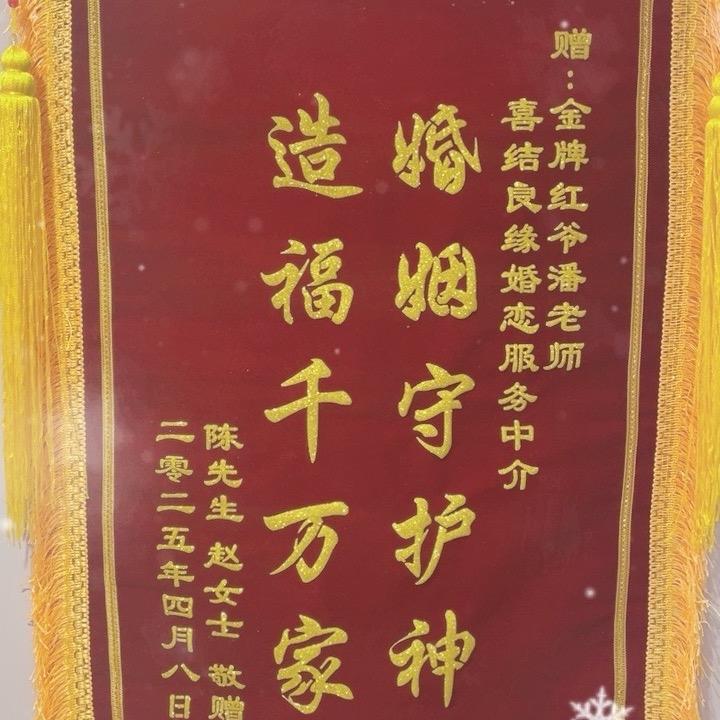 赠：金牌红爷潘老师
喜结良缘婚恋服务中介
婚姻守护神
造福千万家
陈先生 赵女士 敬赠
二零二五年四月八日